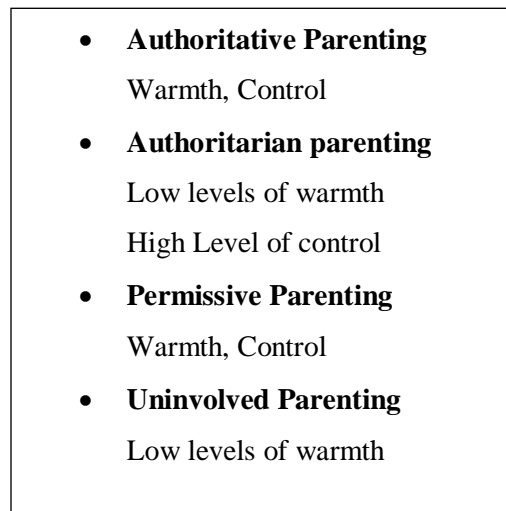 • Authoritative Parenting
Warmth, Control
• Authoritarian parenting
Low levels of warmth
High Level of control
• Permissive Parenting
Warmth, Control
• Uninvolved Parenting
Low levels of warmth